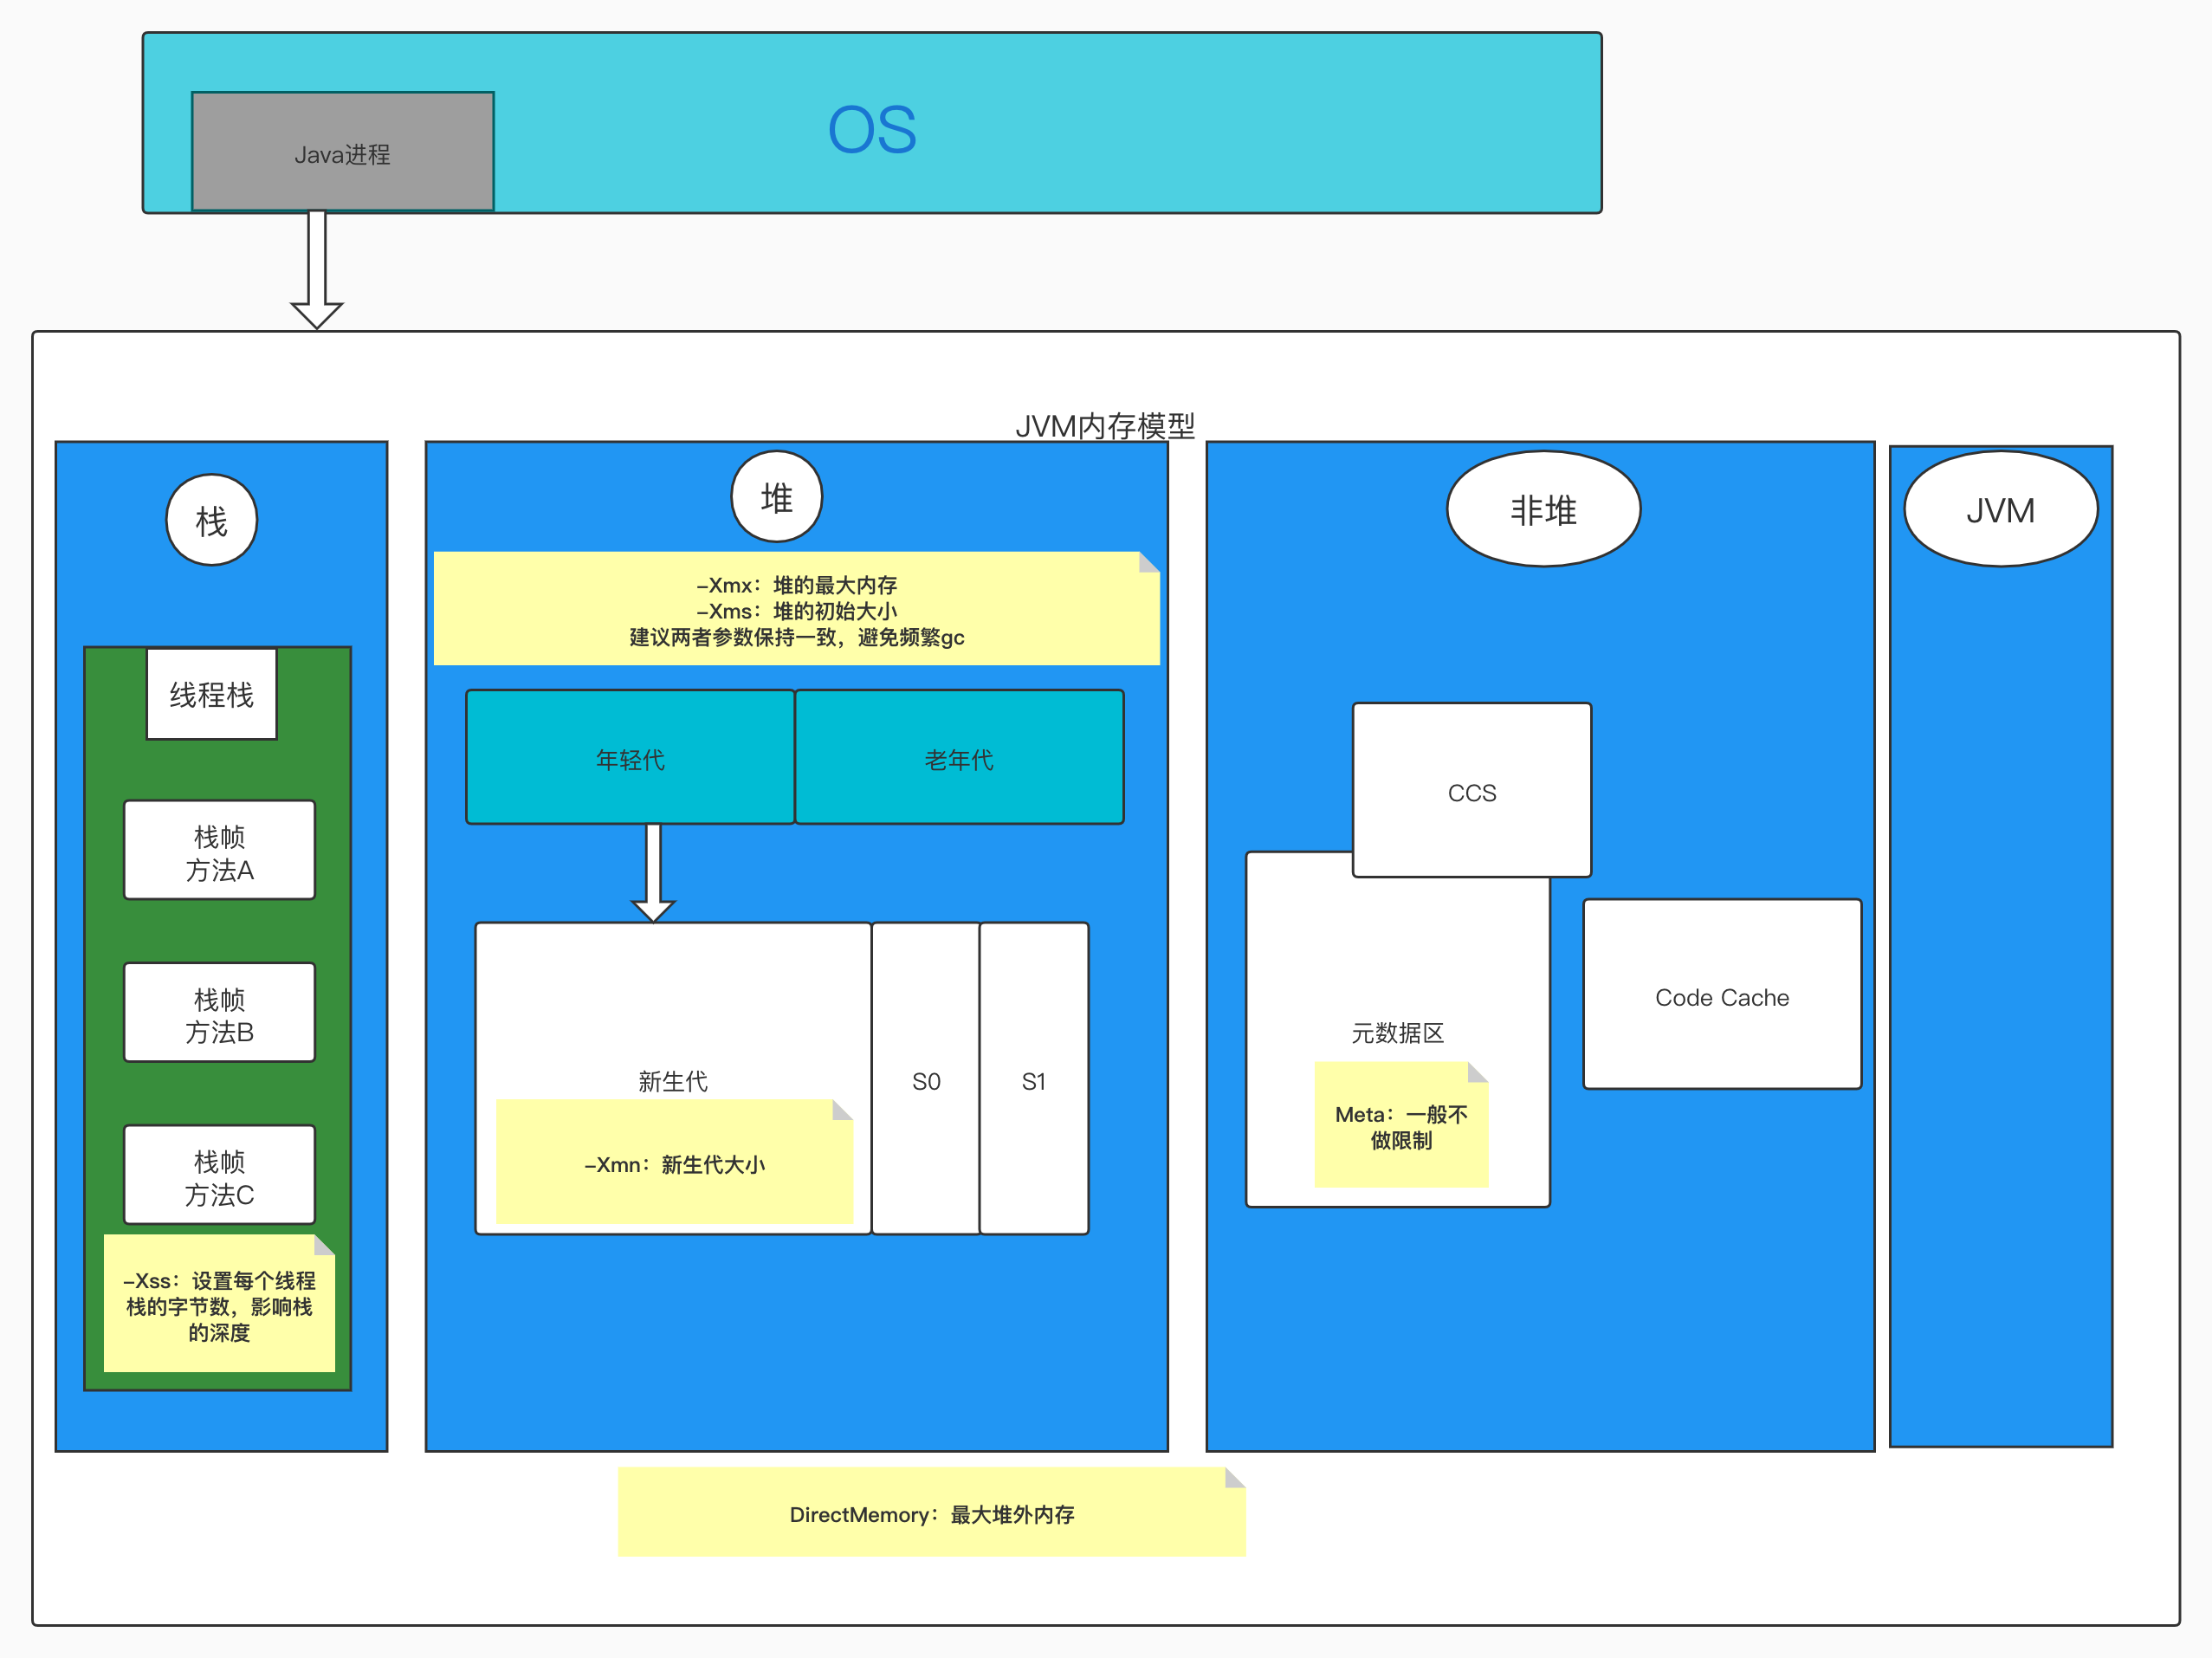 OS
Java进程
JVM内存模型
栈
线程栈
栈帧
方法A
栈帧
方法B
栈帧
方法C
-Xss：设置每个线程
栈的字节数，影响栈
的深度
堆
-Xmx：堆的最大内存
-Xms：堆的初始大小
建议两者参数保持一致，避免频繁gc
年轻代
老年代
新生代
-Xmn：新生代大小
S0
S1
非堆
CCS
元数据区
Meta：一般不
做限制
Code Cache
JVM
DirectMemory：最大堆外内存